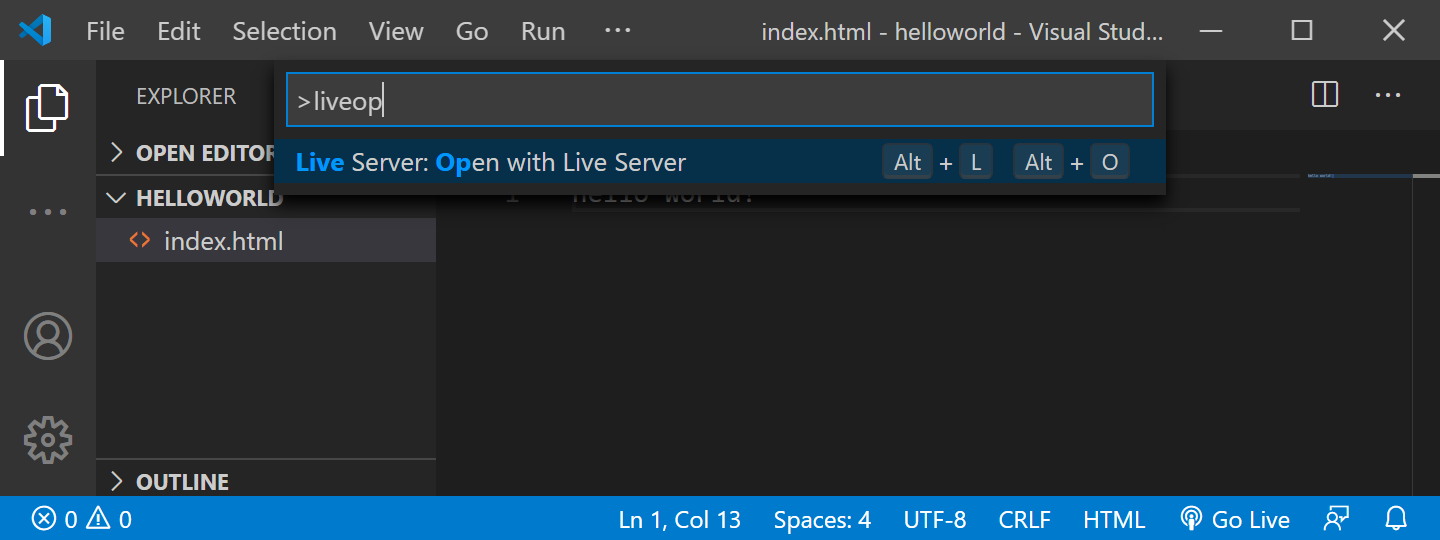 File Edit Selection View Go Run ··· index.html - helloworld - Visual Stud...
EXPLORER
>liveop
OPEN EDITOR
Live Server: Open with Live Server Alt + L Alt + O
HELLOWORLD
1 Hello World!
index.html
OUTLINE
0 0 Ln 1, Col 13 Spaces: 4 UTF-8 CRLF HTML Go Live